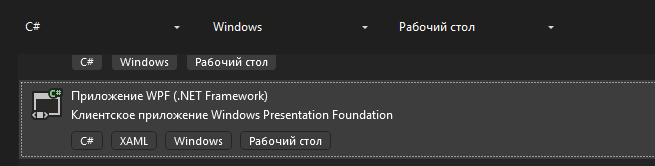 C# Windows Рабочий стол
C# Windows Рабочий стол
C#
Приложение WPF (.NET Framework)
Клиентское приложение Windows Presentation Foundation
C# XAML Windows Рабочий стол